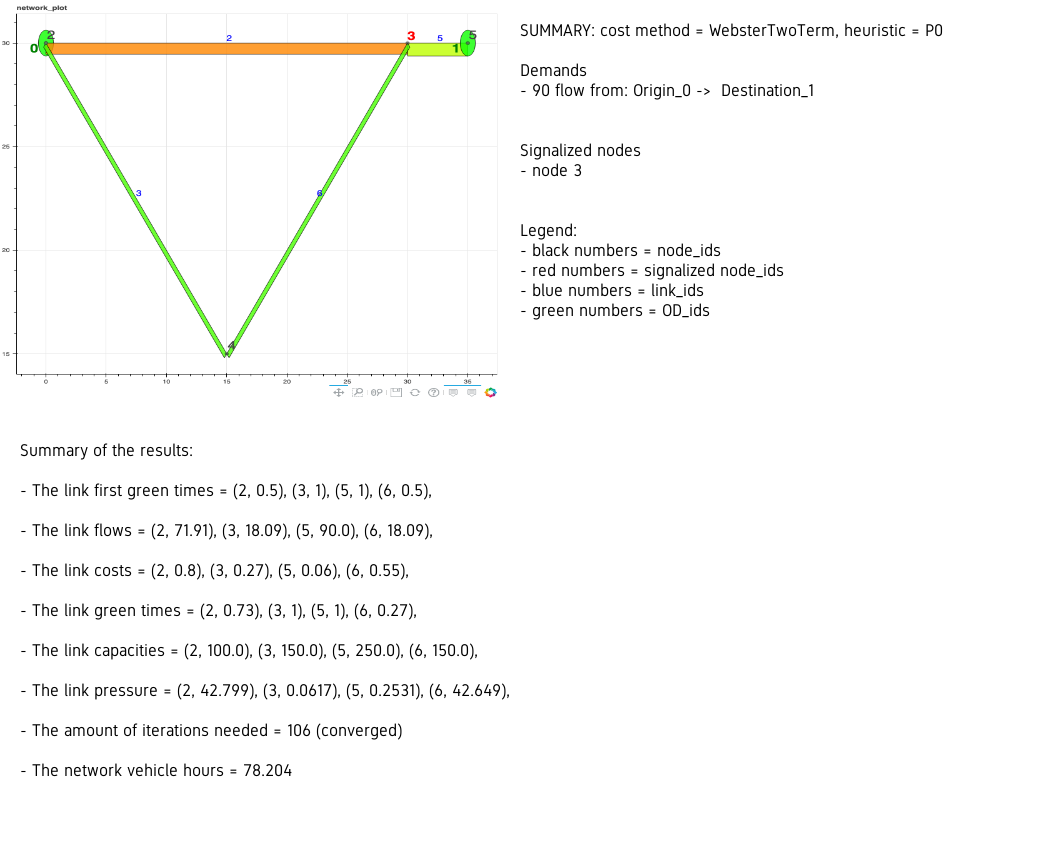 network_plot
SUMMARY: cost method = WebsterTwoTerm, heuristic = P0
Demands
- 90 flow from: Origin_0 -> Destination_1
Signalized nodes
- node 3
Legend:
- black numbers = node_ids
- red numbers = signalized node_ids
- blue numbers = link_ids
- green numbers = OD_ids
30
25
20
15
0 5 10 15 20 25 30 35
0
2
2
3
5
5
1
3
6
4
Summary of the results:
- The link first green times = (2, 0.5), (3, 1), (5, 1), (6, 0.5),
- The link flows = (2, 71.91), (3, 18.09), (5, 90.0), (6, 18.09),
- The link costs = (2, 0.8), (3, 0.27), (5, 0.06), (6, 0.55),
- The link green times = (2, 0.73), (3, 1), (5, 1), (6, 0.27),
- The link capacities = (2, 100.0), (3, 150.0), (5, 250.0), (6, 150.0),
- The link pressure = (2, 42.799), (3, 0.0617), (5, 0.2531), (6, 42.649),
- The amount of iterations needed = 106 (converged)
- The network vehicle hours = 78.204